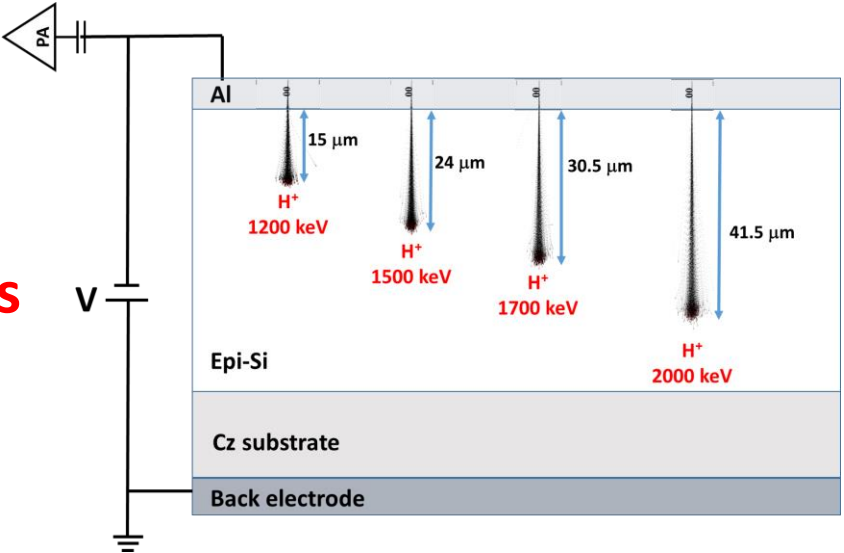 PA
Al
15 μm
24 μm
30.5 μm
41.5 μm
H+
1200 keV
H+
1500 keV
H+
1700 keV
H+
2000 keV
S
V
Epi-Si
Cz substrate
Back electrode